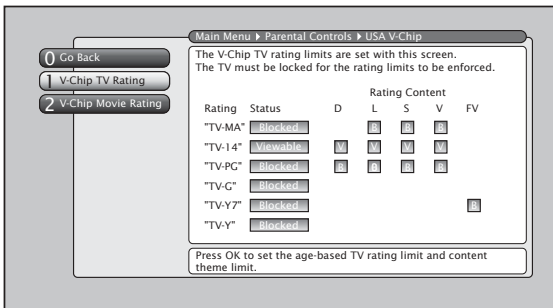 Main Menu ▶ Parental Controls ▶ USA V-Chip
0 Go Back
1 V-Chip TV Rating
2 V-Chip Movie Rating
The V-Chip TV rating limits are set with this screen.
The TV must be locked for the rating limits to be enforced.
Rating Content
Rating Status D L S V FV
"TV-MA" Blocked B B B
"TV-14" Viewable V V V V
"TV-PG" Blocked B B B B
"TV-G" Blocked
"TV-Y7" Blocked B
"TV-Y" Blocked
Press OK to set the age-based TV rating limit and content
theme limit.